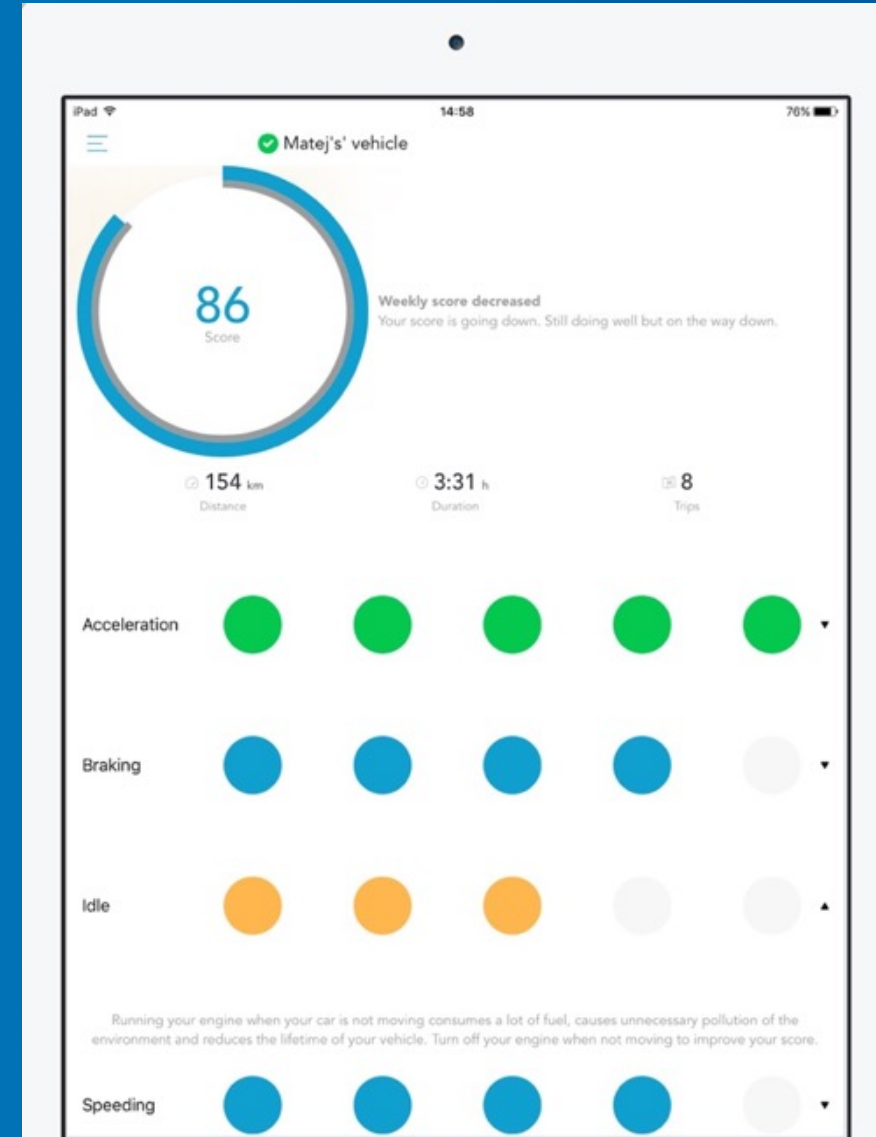 iPad 14:58 76%
Matej's' vehicle
86
Score
Weekly score decreased
Your score is going down. Still doing well but on the way down.
154 km 3:31 h 8
Distance Duration Trips
Acceleration
Braking
Idle
Running your engine when your car is not moving consumes a lot of fuel, causes unnecessary pollution of the
environment and reduces the lifetime of your vehicle. Turn off your engine when not moving to improve your score.
Speeding